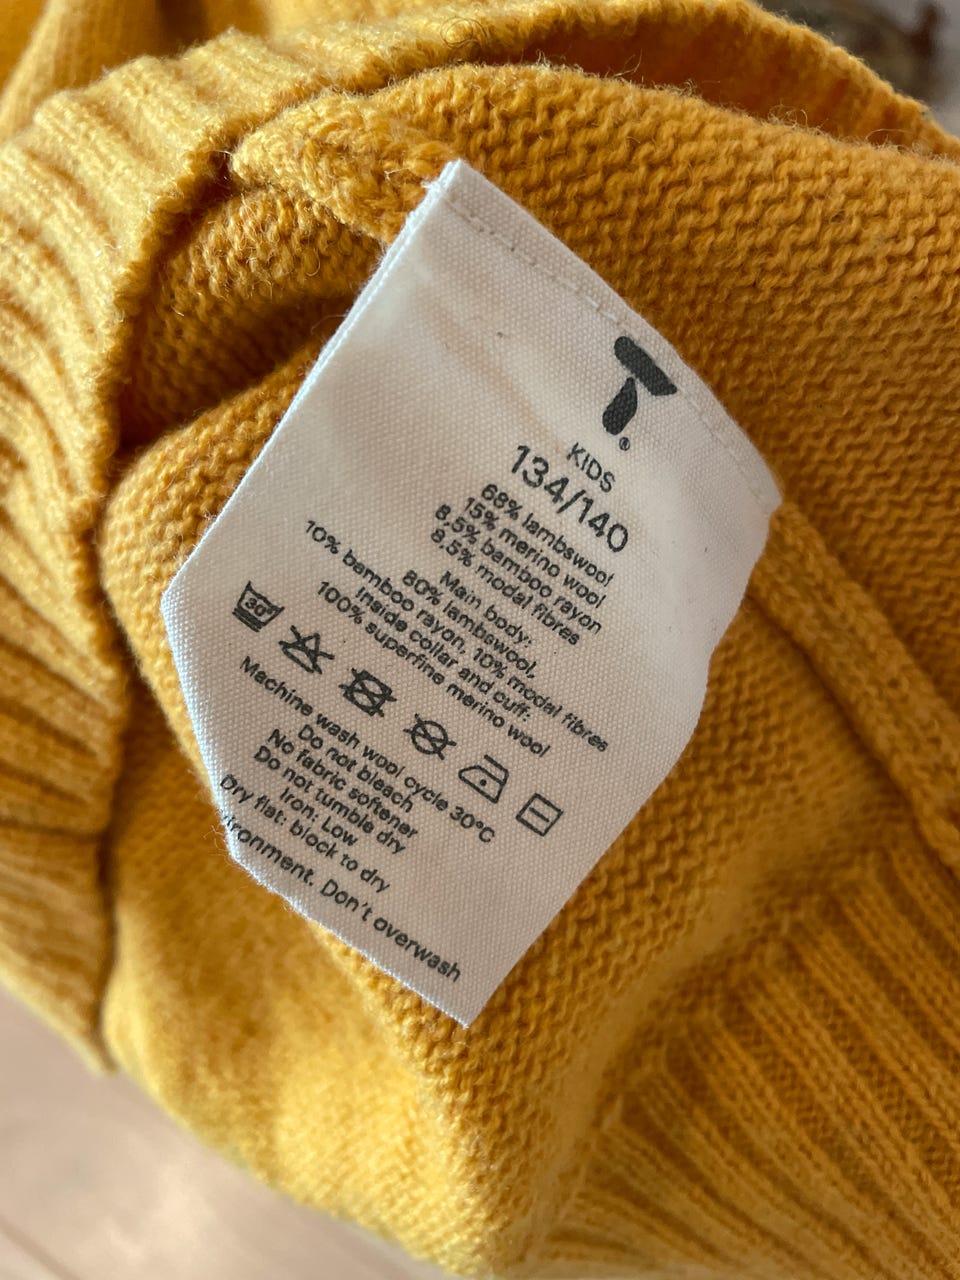 ®
KIDS
134/140
68% lambswool
15% merino wool
8,5% bamboo rayon
8.5% modal fibres
Main body:
80% lambswool,
10% bamboo rayon, 10% modal fibres
Inside collar and cuff:
100% superfine merino wool
30°
Machine wash wool cycle 30°C
Do not bleach
No fabric softener
Do not tumble dry
Iron: Low
Dry flat: block to dry
ironment. Don't overwash